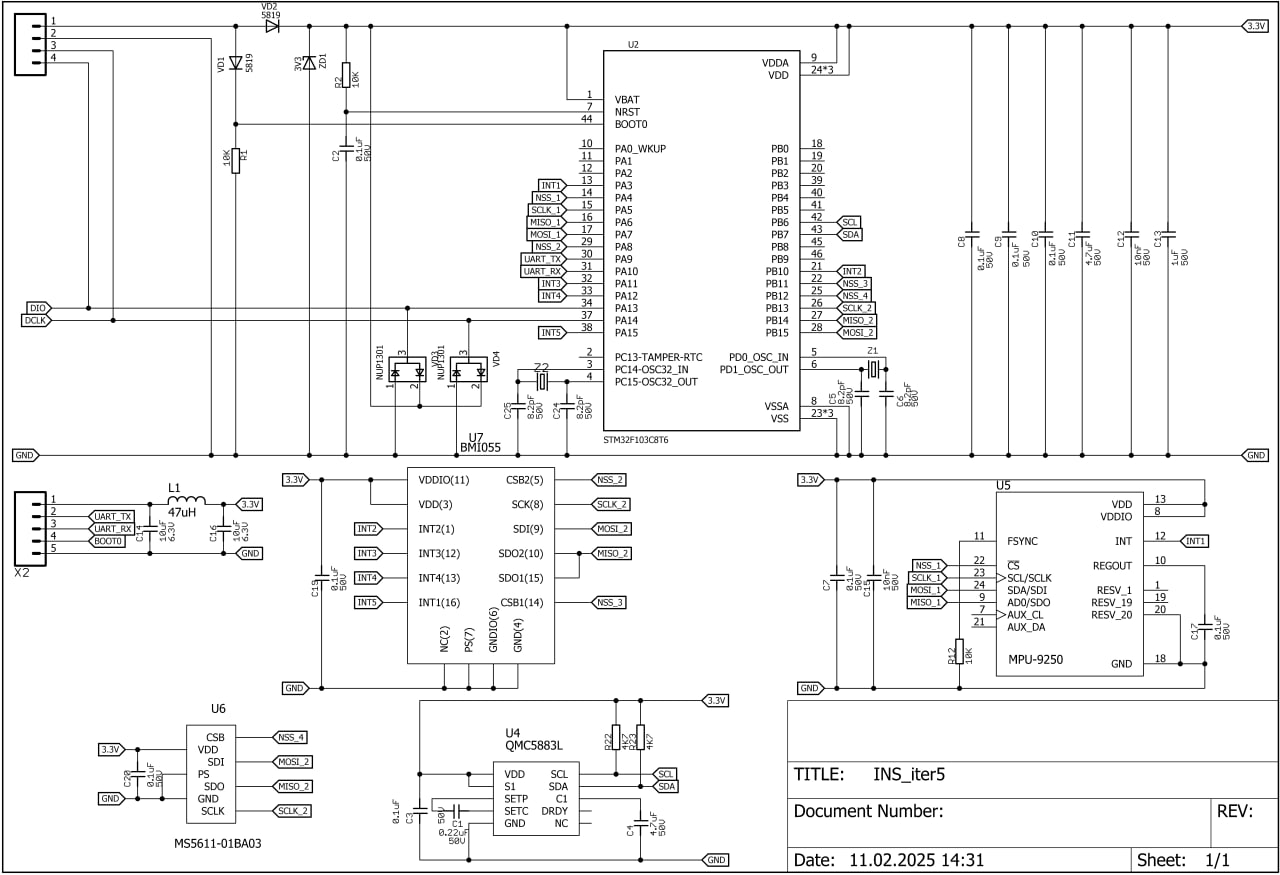 VD2
5819
1
2
3
4
VD1
5819
3V3
ZD1
R2
10K
C2
0.1uF
50V
10K
R1
3.3V
U2
VDDA 9
VDD 24*3
1 VBAT
7 NRST
44 BOOT0
10 PA0_WKUP PB0 18
11 PA1 PB1 19
12 PA2 PB2 20
INT1 13 PA3 PB3 39
NSS_1 14 PA4 PB4 40
SCLK_1 15 PA5 PB5 41
MISO_1 16 PA6 PB6 42 SCL
MOSI_1 17 PA7 PB7 43 SDA
NSS_2 29 PA8 PB8 45
UART_TX 30 PA9 PB9 46
UART_RX 31 PA10 PB10 21 INT2
INT3 32 PA11 PB11 22 NSS_3
INT4 33 PA12 PB12 25 NSS_4
34 PA13 PB13 26 SCLK_2
37 PA14 PB14 27 MISO_2
INT5 38 PA15 PB15 28 MOSI_2
2 PC13-TAMPER-RTC PD0_OSC_IN 5
3 PC14-OSC32_IN PD1_OSC_OUT 6
4 PC15-OSC32_OUT
VSSA 8
VSS 23*3
STM32F103C8T6
C8
0.1uF
50V
C9
0.1uF
50V
C10
0.1uF
50V
C11
4.7uF
50V
C12
10nF
50V
C13
1uF
50V
DIO
DCLK
NUP1301
VD3
3
1 2
NUP1301
VD4
3
1 2
Z2
C25
8.2pF
50V
C24
8.2pF
50V
Z1
C5
8.2pF
50V
C6
8.2pF
50V
GND
GND
1
2 UART_TX
3 UART_RX
4 BOOT0
5
X2
L1
47uH
3.3V
C14
10uF
6.3V
C16
10uF
6.3V
GND
U7
BMI055
3.3V
VDDIO(11) CSB2(5) NSS_2
VDD(3) SCK(8) SCLK_2
INT2 INT2(1) SDI(9) MOSI_2
INT3 INT3(12) SDO2(10) MISO_2
INT4 INT4(13) SDO1(15)
INT5 INT1(16) CSB1(14) NSS_3
NC(2)
PS(7)
GNDIO(6)
GND(4)
C19
0.1uF
50V
GND
3.3V
U5
VDD 13
VDDIO 8
11 FSYNC INT 12 INT1
NSS_1 22 CS REGOUT 10
SCLK_1 23 SCL/SCLK
MOSI_1 24 SDA/SDI RESV_1 1
MISO_1 9 AD0/SDO RESV_19 19
7 AUX_CL RESV_20 20
21 AUX_DA
MPU-9250 GND 18
C7
0.1uF
50V
C15
10nF
50V
R12
10K
C17
0.1uF
50V
GND
U6
CSB NSS_4
3.3V VDD
SDI MOSI_2
PS
SDO MISO_2
GND GND
SCLK SCLK_2
C20
0.1uF
50V
MS5611-01BA03
3.3V
U4
QMC5883L
R22
4K7
R23
4K7
VDD SCL SCL
S1 SDA SDA
SETP C1
SETC DRDY
GND NC
0.1uF
C3
50V
C1
0.22uF
50V
C4
4.7uF
50V
GND
TITLE: INS_iter5
Document Number:
REV:
Date: 11.02.2025 14:31
Sheet: 1/1